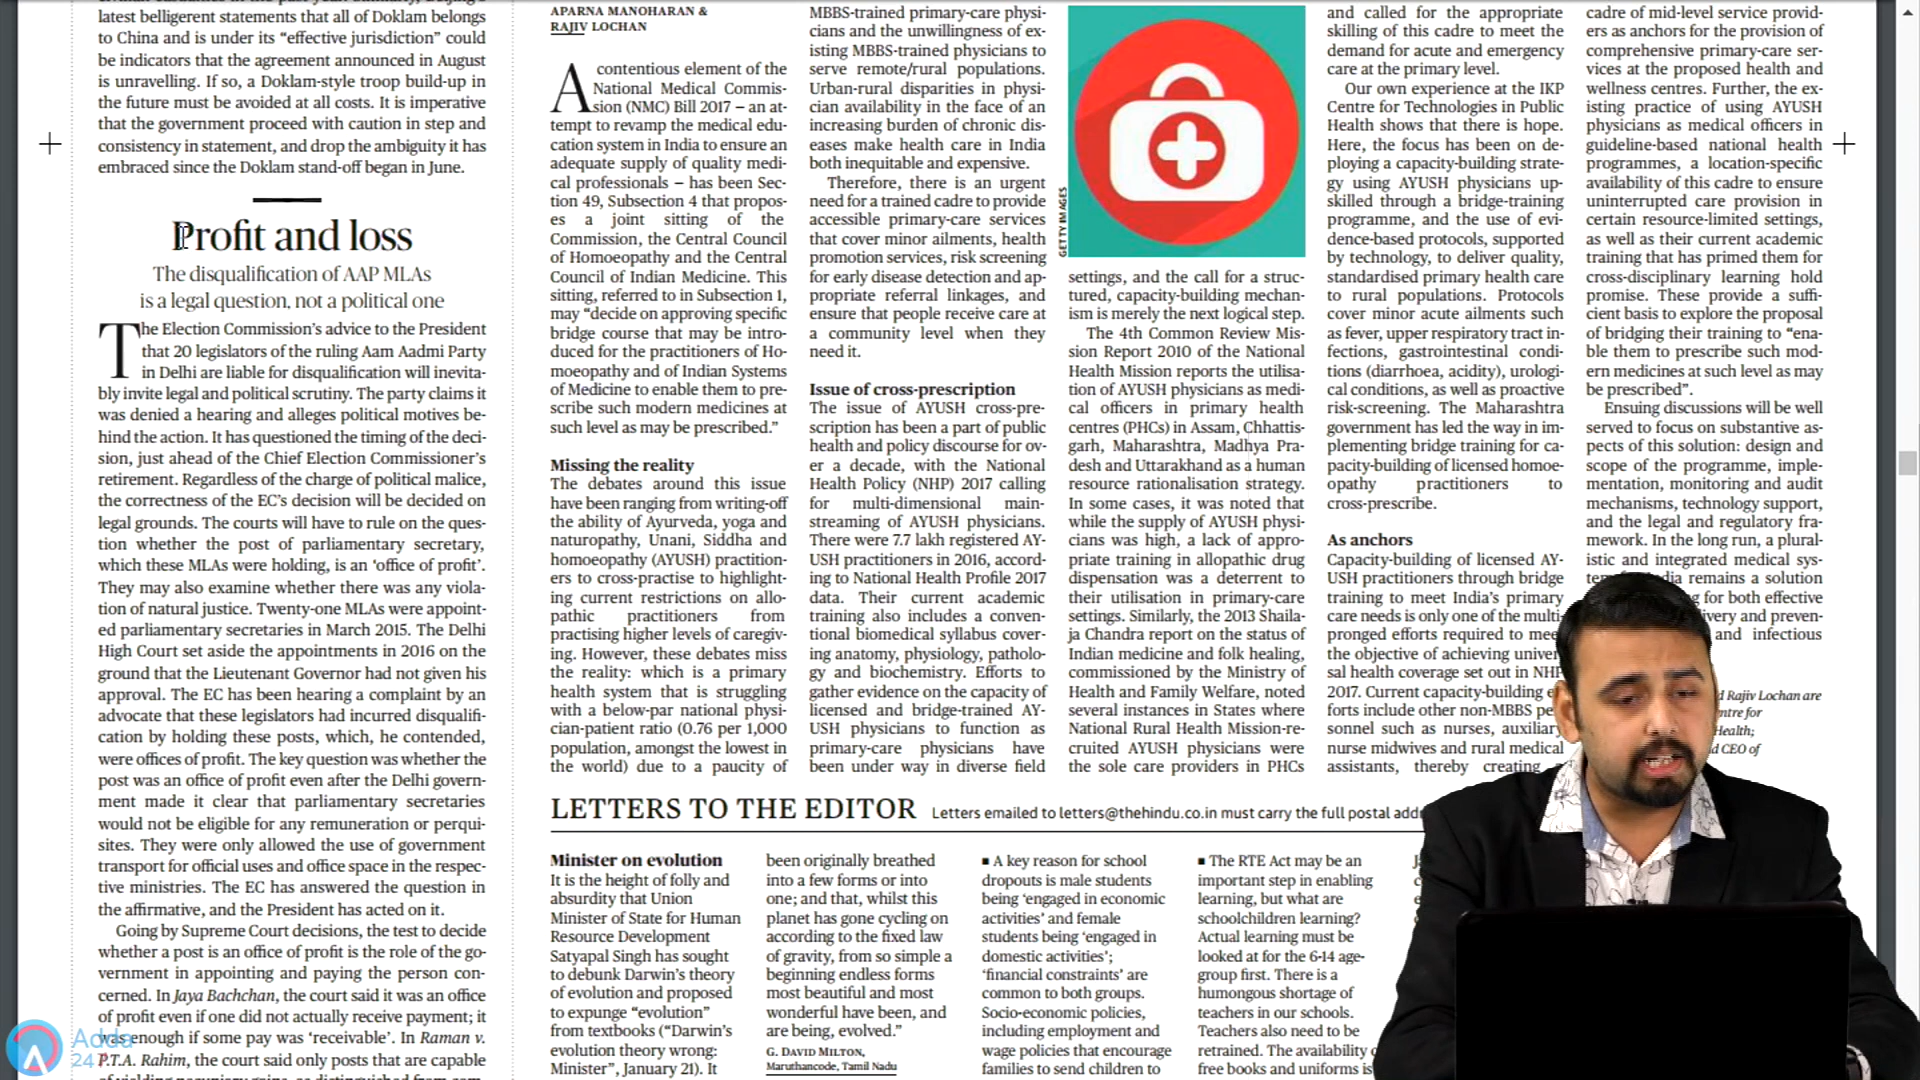 latest belligerent statements that all of Doklam belongs
to China and is under its “effective jurisdiction” could
be indicators that the agreement announced in August
is unravelling. If so, a Doklam-style troop build-up in
the future must be avoided at all costs. It is imperative
that the government proceed with caution in step and
consistency in statement, and drop the ambiguity it has
embraced since the Doklam stand-off began in June.
Profit and loss
The disqualification of AAP MLAs
is a legal question, not a political one
The Election Commission’s advice to the President
that 20 legislators of the ruling Aam Aadmi Party
in Delhi are liable for disqualification will inevita-
bly invite legal and political scrutiny. The party claims it
was denied a hearing and alleges political motives be-
hind the action. It has questioned the timing of the deci-
sion, just ahead of the Chief Election Commissioner’s
retirement. Regardless of the charge of political malice,
the correctness of the EC’s decision will be decided on
legal grounds. The courts will have to rule on the ques-
tion whether the post of parliamentary secretary,
which these MLAs were holding, is an ‘office of profit’.
They may also examine whether there was any viola-
tion of natural justice. Twenty-one MLAs were appoint-
ed parliamentary secretaries in March 2015. The Delhi
High Court set aside the appointments in 2016 on the
ground that the Lieutenant Governor had not given his
approval. The EC has been hearing a complaint by an
advocate that these legislators had incurred disqualifi-
cation by holding these posts, which, he contended,
were offices of profit. The key question was whether the
post was an office of profit even after the Delhi govern-
ment made it clear that parliamentary secretaries
would not be eligible for any remuneration or perqui-
sites. They were only allowed the use of government
transport for official uses and office space in the respec-
tive ministries. The EC has answered the question in
the affirmative, and the President has acted on it.
Going by Supreme Court decisions, the test to decide
whether a post is an office of profit is the role of the go-
vernment in appointing and paying the person con-
cerned. In Jaya Bachchan, the court said it was an office
of profit even if one did not actually receive payment; it
was enough if some pay was ‘receivable’. In Raman v.
P.T.A. Rahim, the court said only posts that are capable
APARNA MANOHARAN &
RAJIV LOCHAN
A contentious element of the
National Medical Commis-
sion (NMC) Bill 2017 – an at-
tempt to revamp the medical edu-
cation system in India to ensure an
adequate supply of quality medi-
cal professionals – has been Sec-
tion 49, Subsection 4 that propos-
es a joint sitting of the
Commission, the Central Council
of Homoeopathy and the Central
Council of Indian Medicine. This
sitting, referred to in Subsection 1,
may “decide on approving specific
bridge course that may be intro-
duced for the practitioners of Ho-
moeopathy and of Indian Systems
of Medicine to enable them to pre-
scribe such modern medicines at
such level as may be prescribed.”
Missing the reality
The debates around this issue
have been ranging from writing-off
the ability of Ayurveda, yoga and
naturopathy, Unani, Siddha and
homoeopathy (AYUSH) practition-
ers to cross-practise to highlight-
ing current restrictions on allo-
pathic practitioners from
practising higher levels of caregiv-
ing. However, these debates miss
the reality: which is a primary
health system that is struggling
with a below-par national physi-
cian-patient ratio (0.76 per 1,000
population, amongst the lowest in
the world) due to a paucity of
MBBS-trained primary-care physi-
cians and the unwillingness of ex-
isting MBBS-trained physicians to
serve remote/rural populations.
Urban-rural disparities in physi-
cian availability in the face of an
increasing burden of chronic dis-
eases make health care in India
both inequitable and expensive.
Therefore, there is an urgent
need for a trained cadre to provide
accessible primary-care services
that cover minor ailments, health
promotion services, risk screening
for early disease detection and ap-
propriate referral linkages, and
ensure that people receive care at
a community level when they
need it.
Issue of cross-prescription
The issue of AYUSH cross-pre-
scription has been a part of public
health and policy discourse for ov-
er a decade, with the National
Health Policy (NHP) 2017 calling
for multi-dimensional main-
streaming of AYUSH physicians.
There were 7.7 lakh registered AY-
USH practitioners in 2016, accord-
ing to National Health Profile 2017
data. Their current academic
training also includes a conven-
tional biomedical syllabus cover-
ing anatomy, physiology, patholo-
gy and biochemistry. Efforts to
gather evidence on the capacity of
licensed and bridge-trained AY-
USH physicians to function as
primary-care physicians have
been under way in diverse field
GETTY IMAGES
settings, and the call for a struc-
tured, capacity-building mechan-
ism is merely the next logical step.
The 4th Common Review Mis-
sion Report 2010 of the National
Health Mission reports the utilisa-
tion of AYUSH physicians as medi-
cal officers in primary health
centres (PHCs) in Assam, Chhattis-
garh, Maharashtra, Madhya Pra-
desh and Uttarakhand as a human
resource rationalisation strategy.
In some cases, it was noted that
while the supply of AYUSH physi-
cians was high, a lack of appro-
priate training in allopathic drug
dispensation was a deterrent to
their utilisation in primary-care
settings. Similarly, the 2013 Shaila-
ja Chandra report on the status of
Indian medicine and folk healing,
commissioned by the Ministry of
Health and Family Welfare, noted
several instances in States where
National Rural Health Mission-re-
cruited AYUSH physicians were
the sole care providers in PHCs
and called for the appropriate
skilling of this cadre to meet the
demand for acute and emergency
care at the primary level.
Our own experience at the IKP
Centre for Technologies in Public
Health shows that there is hope.
Here, the focus has been on de-
ploying a capacity-building strate-
gy using AYUSH physicians up-
skilled through a bridge-training
programme, and the use of evi-
dence-based protocols, supported
by technology, to deliver quality,
standardised primary health care
to rural populations. Protocols
cover minor acute ailments such
as fever, upper respiratory tract in-
fections, gastrointestinal condi-
tions (diarrhoea, acidity), urologi-
cal conditions, as well as proactive
risk-screening. The Maharashtra
government has led the way in im-
plementing bridge training for ca-
pacity-building of licensed homoe-
opathy practitioners to
cross-prescribe.
As anchors
Capacity-building of licensed AY-
USH practitioners through bridge
training to meet India’s primary
care needs is only one of the multi-
pronged efforts required to mee
the objective of achieving univer
sal health coverage set out in NHP
2017. Current capacity-building e
forts include other non-MBBS pe
sonnel such as nurses, auxiliary
nurse midwives and rural medical
assistants, thereby creating
cadre of mid-level service provid-
ers as anchors for the provision of
comprehensive primary-care ser-
vices at the proposed health and
wellness centres. Further, the ex-
isting practice of using AYUSH
physicians as medical officers in
guideline-based national health
programmes, a location-specific
availability of this cadre to ensure
uninterrupted care provision in
certain resource-limited settings,
as well as their current academic
training that has primed them for
cross-disciplinary learning hold
promise. These provide a suffi-
cient basis to explore the proposal
of bridging their training to “ena-
ble them to prescribe such mod-
ern medicines at such level as may
be prescribed”.
Ensuing discussions will be well
served to focus on substantive as-
pects of this solution: design and
scope of the programme, imple-
mentation, monitoring and audit
mechanisms, technology support,
and the legal and regulatory fra-
mework. In the long run, a plural-
istic and integrated medical sys-
remains a solution
for both effective
and preven-
and infectious
Rajiv Lochan are
Health;
CEO of
LETTERS TO THE EDITOR Letters emailed to letters@thehindu.co.in must carry the full postal
Minister on evolution
It is the height of folly and
absurdity that Union
Minister of State for Human
Resource Development
Satyapal Singh has sought
to debunk Darwin’s theory
of evolution and proposed
to expunge “evolution”
from textbooks (“Darwin’s
evolution theory wrong:
Minister”, January 21). It
been originally breathed
into a few forms or into
one; and that, whilst this
planet has gone cycling on
according to the fixed law
of gravity, from so simple a
beginning endless forms
most beautiful and most
wonderful have been, and
are being, evolved.”
G. DAVID MILTON,
Maruthancode, Tamil Nadu
■ A key reason for school
dropouts is male students
being ‘engaged in economic
activities’ and female
students being ‘engaged in
domestic activities’;
‘financial constraints’ are
common to both groups.
Socio-economic policies,
including employment and
wage policies that encourage
families to send children to
■ The RTE Act may be an
important step in enabling
learning, but what are
schoolchildren learning?
Actual learning must be
looked at for the 6-14 age-
group first. There is a
humongous shortage of
teachers in our schools.
Teachers also need to be
retrained. The availability
free books and uniforms is
Adda
247